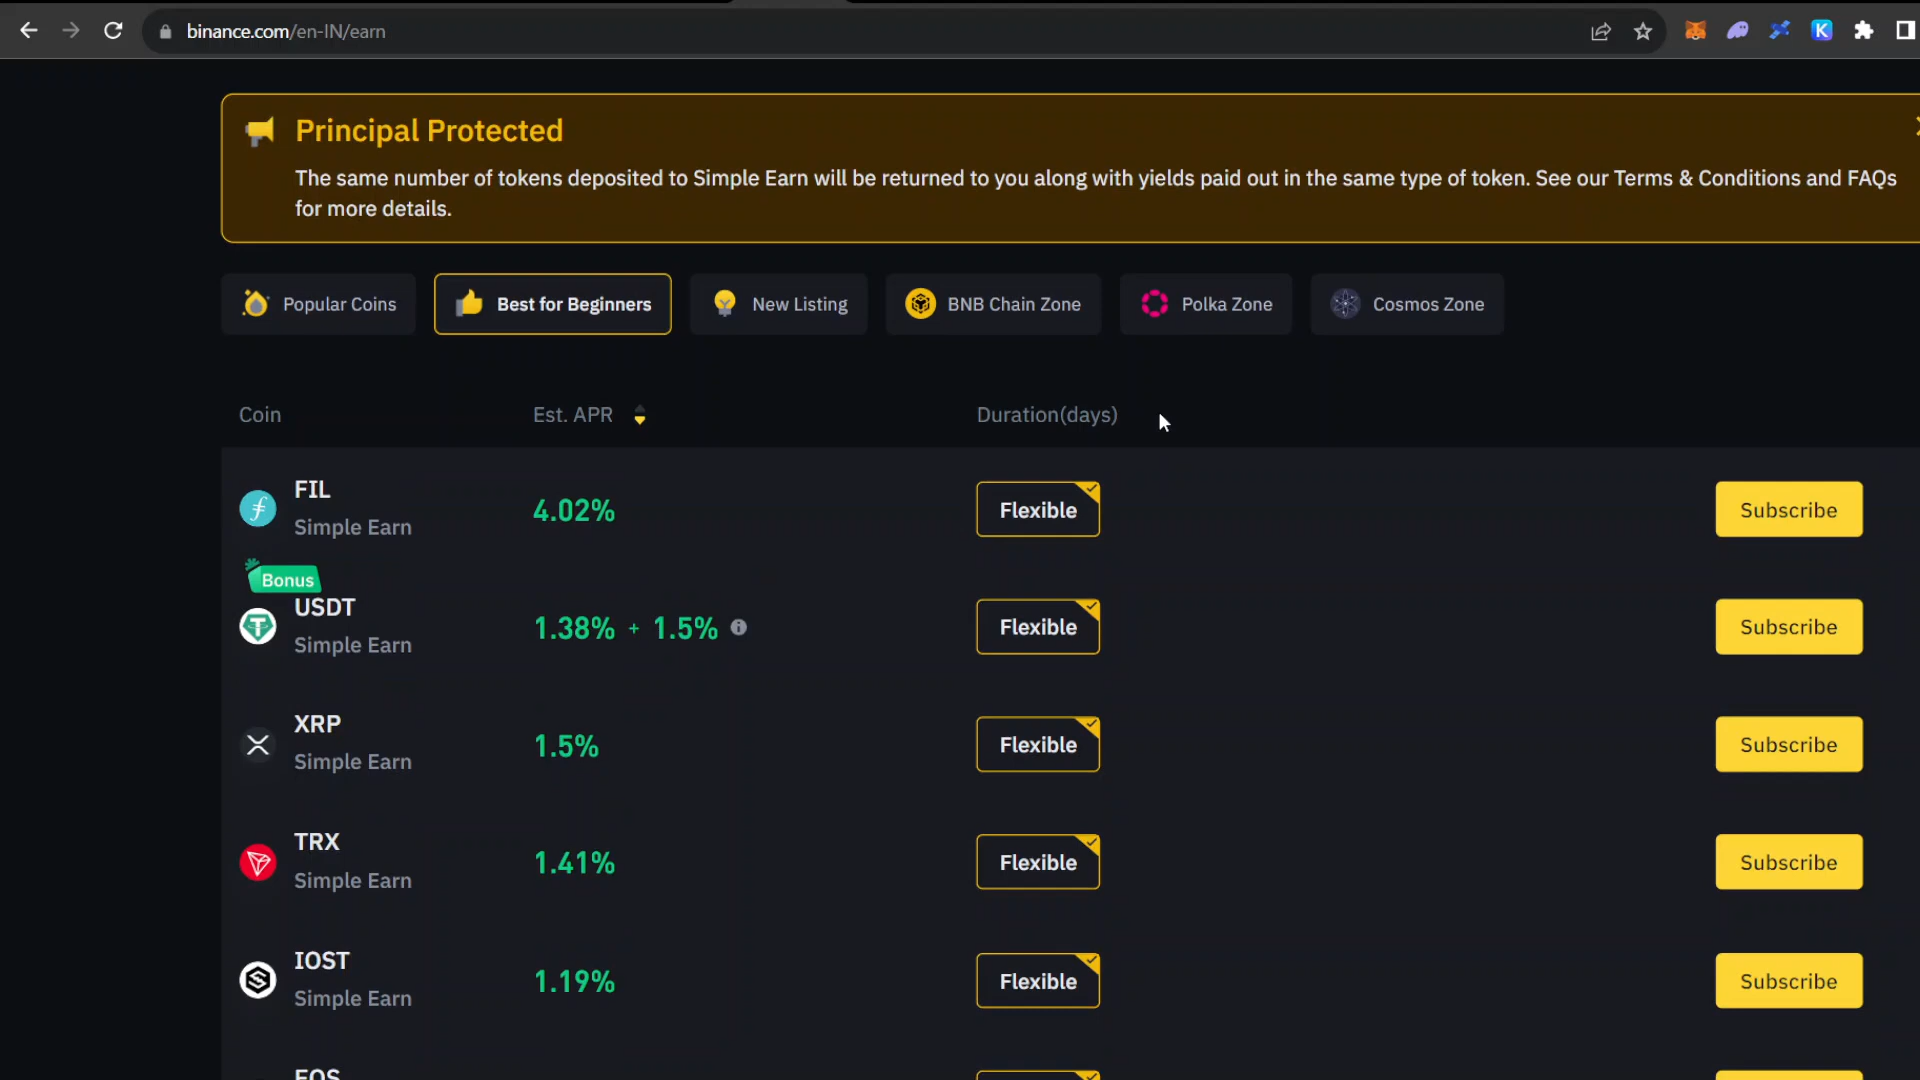 binance.com/en-IN/earn
Principal Protected
The same number of tokens deposited to Simple Earn will be returned to you along with yields paid out in the same type of token. See our Terms & Conditions and FAQs
for more details.
Popular Coins
Best for Beginners
New Listing
BNB Chain Zone
Polka Zone
Cosmos Zone
Coin
Est. APR
Duration(days)
FIL
Simple Earn
4.02%
Flexible
Subscribe
Bonus
USDT
Simple Earn
1.38% + 1.5%
Flexible
Subscribe
XRP
Simple Earn
1.5%
Flexible
Subscribe
TRX
Simple Earn
1.41%
Flexible
Subscribe
IOST
Simple Earn
1.19%
Flexible
Subscribe
EOS